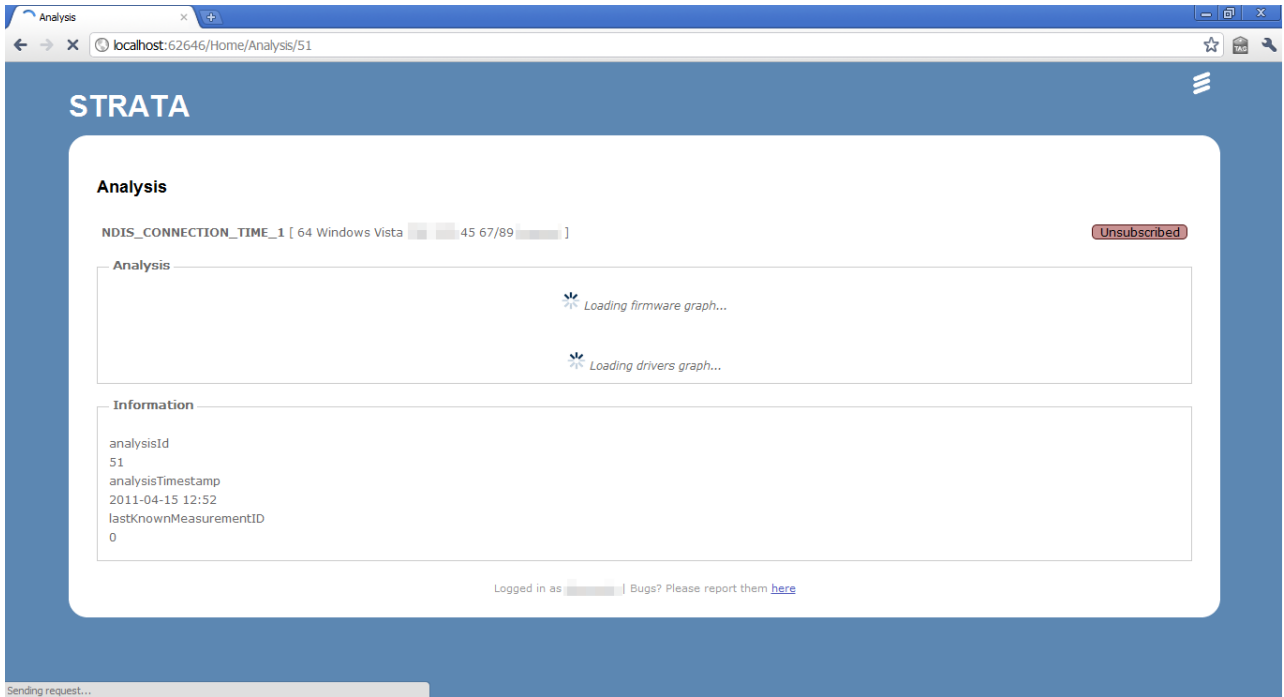 Analysis
localhost:62646/Home/Analysis/51
TAS
STRATA
Analysis
NDIS_CONNECTION_TIME_1 [ 64 Windows Vista 45 67/89 ]
Unsubscribed
Analysis
Loading firmware graph...
Loading drivers graph...
Information
analysisId
51
analysisTimestamp
2011-04-15 12:52
lastKnownMeasurementID
0
Logged in as | Bugs? Please report them here
Sending request...